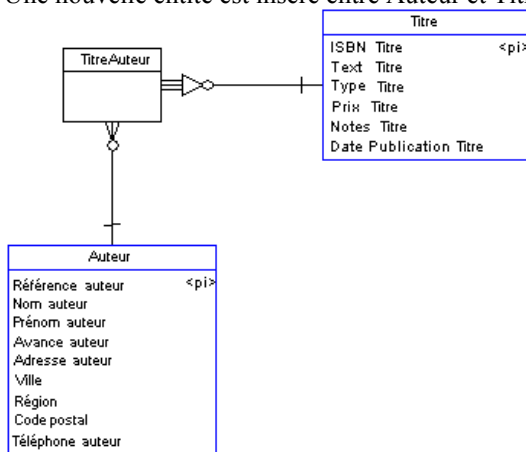 Une nouvelle entité est inséré entre Auteur et
Titre
ISBN Titre <pi>
Text Titre
Type Titre
Prix Titre
Notes Titre
Date Publication Titre
TitreAuteur
Auteur
Référence auteur <pi>
Nom auteur
Prénom auteur
Avance auteur
Adresse auteur
Ville
Région
Code postal
Téléphone auteur